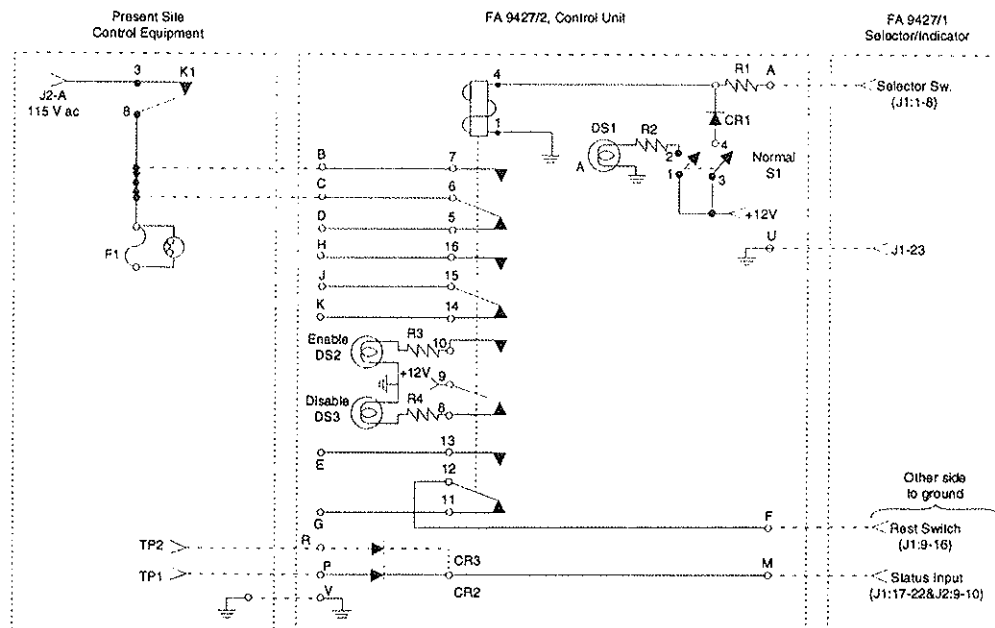 Present Site
Control Equipment
FA 9427/2, Control Unit
FA 9427/1
Selector/Indicator
3
K1
J2-A
115 V ac
8
4
R1
A
Selector Sw.
(J1:1-8)
1
CR1
DS1
R2
A
2
4
1
3
Normal
S1
+12V
B
7
C
6
D
5
U
J1-23
H
16
F1
J
15
K
14
Enable
DS2
R3
10
+12V
9
Disable
DS3
R4
8
E
13
12
G
11
Other side
to ground
F
Rest Switch
(J1:9-16)
TP2
R
CR3
TP1
P
CR2
M
Status Input
(J1:17-22&J2:9-10)
V